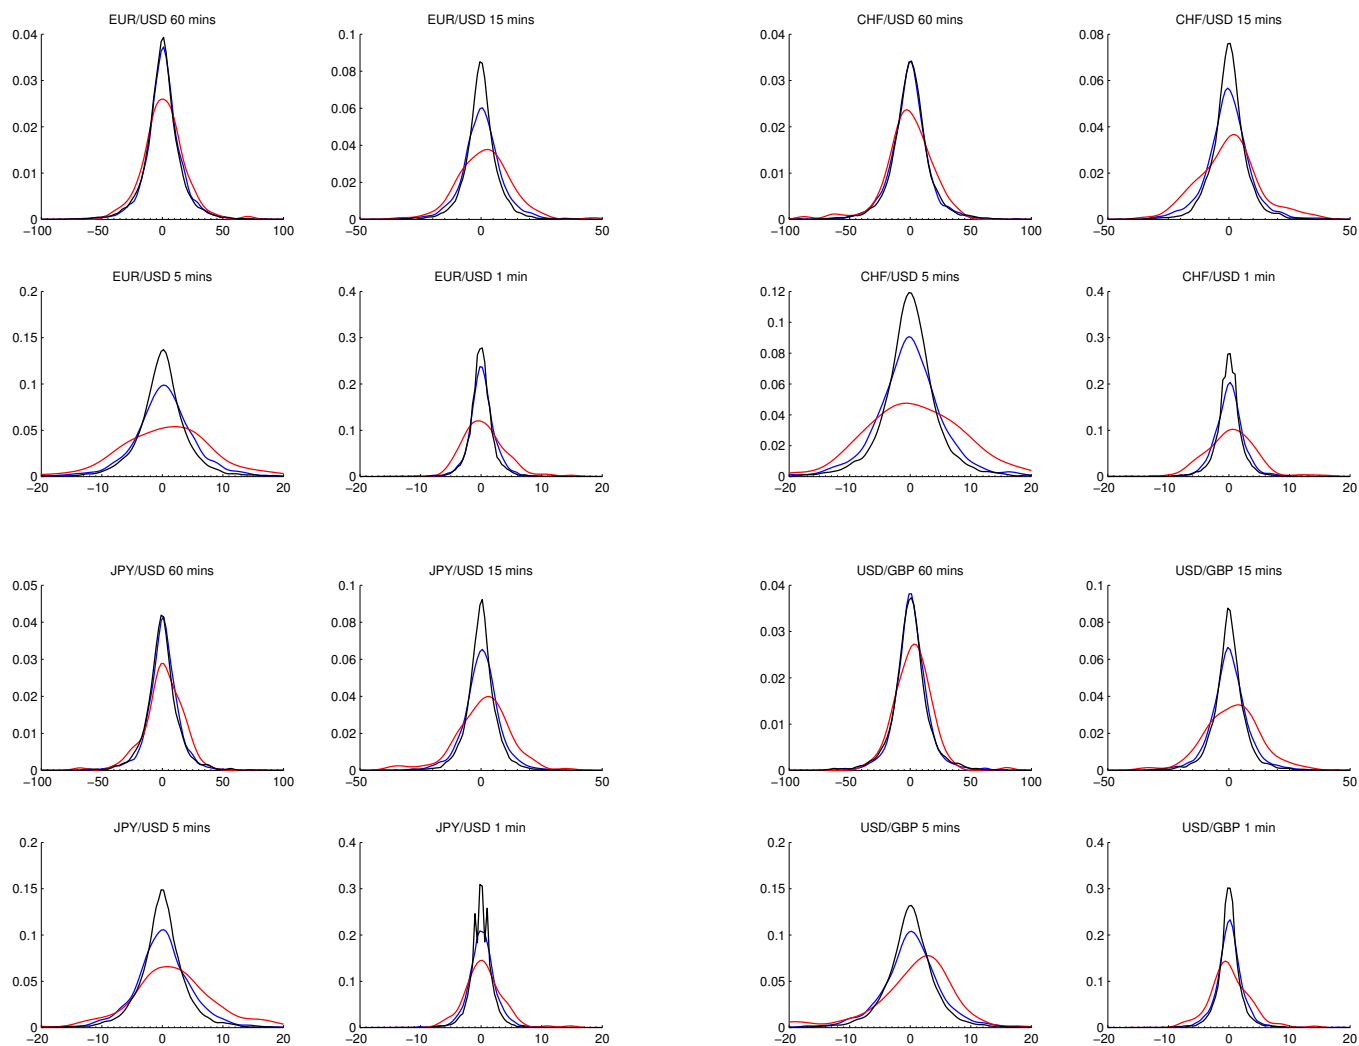 EUR/USD 60 mins
0.04
0.03
0.02
0.01
0
−100 −50 0 50 100
EUR/USD 15 mins
0.1
0.08
0.06
0.04
0.02
0
−50 0 50
CHF/USD 60 mins
0.04
0.03
0.02
0.01
0
−100 −50 0 50 100
CHF/USD 15 mins
0.08
0.06
0.04
0.02
0
−50 0 50
EUR/USD 5 mins
0.2
0.15
0.1
0.05
0
−20 −10 0 10 20
EUR/USD 1 min
0.4
0.3
0.2
0.1
0
−20 −10 0 10 20
CHF/USD 5 mins
0.12
0.1
0.08
0.06
0.04
0.02
0
−20 −10 0 10 20
CHF/USD 1 min
0.4
0.3
0.2
0.1
0
−20 −10 0 10 20
JPY/USD 60 mins
0.05
0.04
0.03
0.02
0.01
0
−100 −50 0 50 100
JPY/USD 15 mins
0.1
0.08
0.06
0.04
0.02
0
−50 0 50
USD/GBP 60 mins
0.04
0.03
0.02
0.01
0
−100 −50 0 50 100
USD/GBP 15 mins
0.1
0.08
0.06
0.04
0.02
0
−50 0 50
JPY/USD 5 mins
0.2
0.15
0.1
0.05
0
−20 −10 0 10 20
JPY/USD 1 min
0.4
0.3
0.2
0.1
0
−20 −10 0 10 20
USD/GBP 5 mins
0.2
0.15
0.1
0.05
0
−20 −10 0 10 20
USD/GBP 1 min
0.4
0.3
0.2
0.1
0
−20 −10 0 10 20